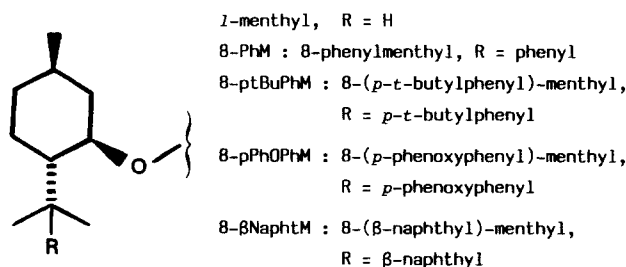 l-menthyl, R = H
8-PhM : 8-phenylmenthyl, R = phenyl
8-ptBuPhM : 8-(p-t-butylphenyl)-menthyl,
R = p-t-butylphenyl
8-pPhOPhM : 8-(p-phenoxyphenyl)-menthyl,
R = p-phenoxyphenyl
8-βNaphtM : 8-(β-naphthyl)-menthyl,
R = β-naphthyl
O
R